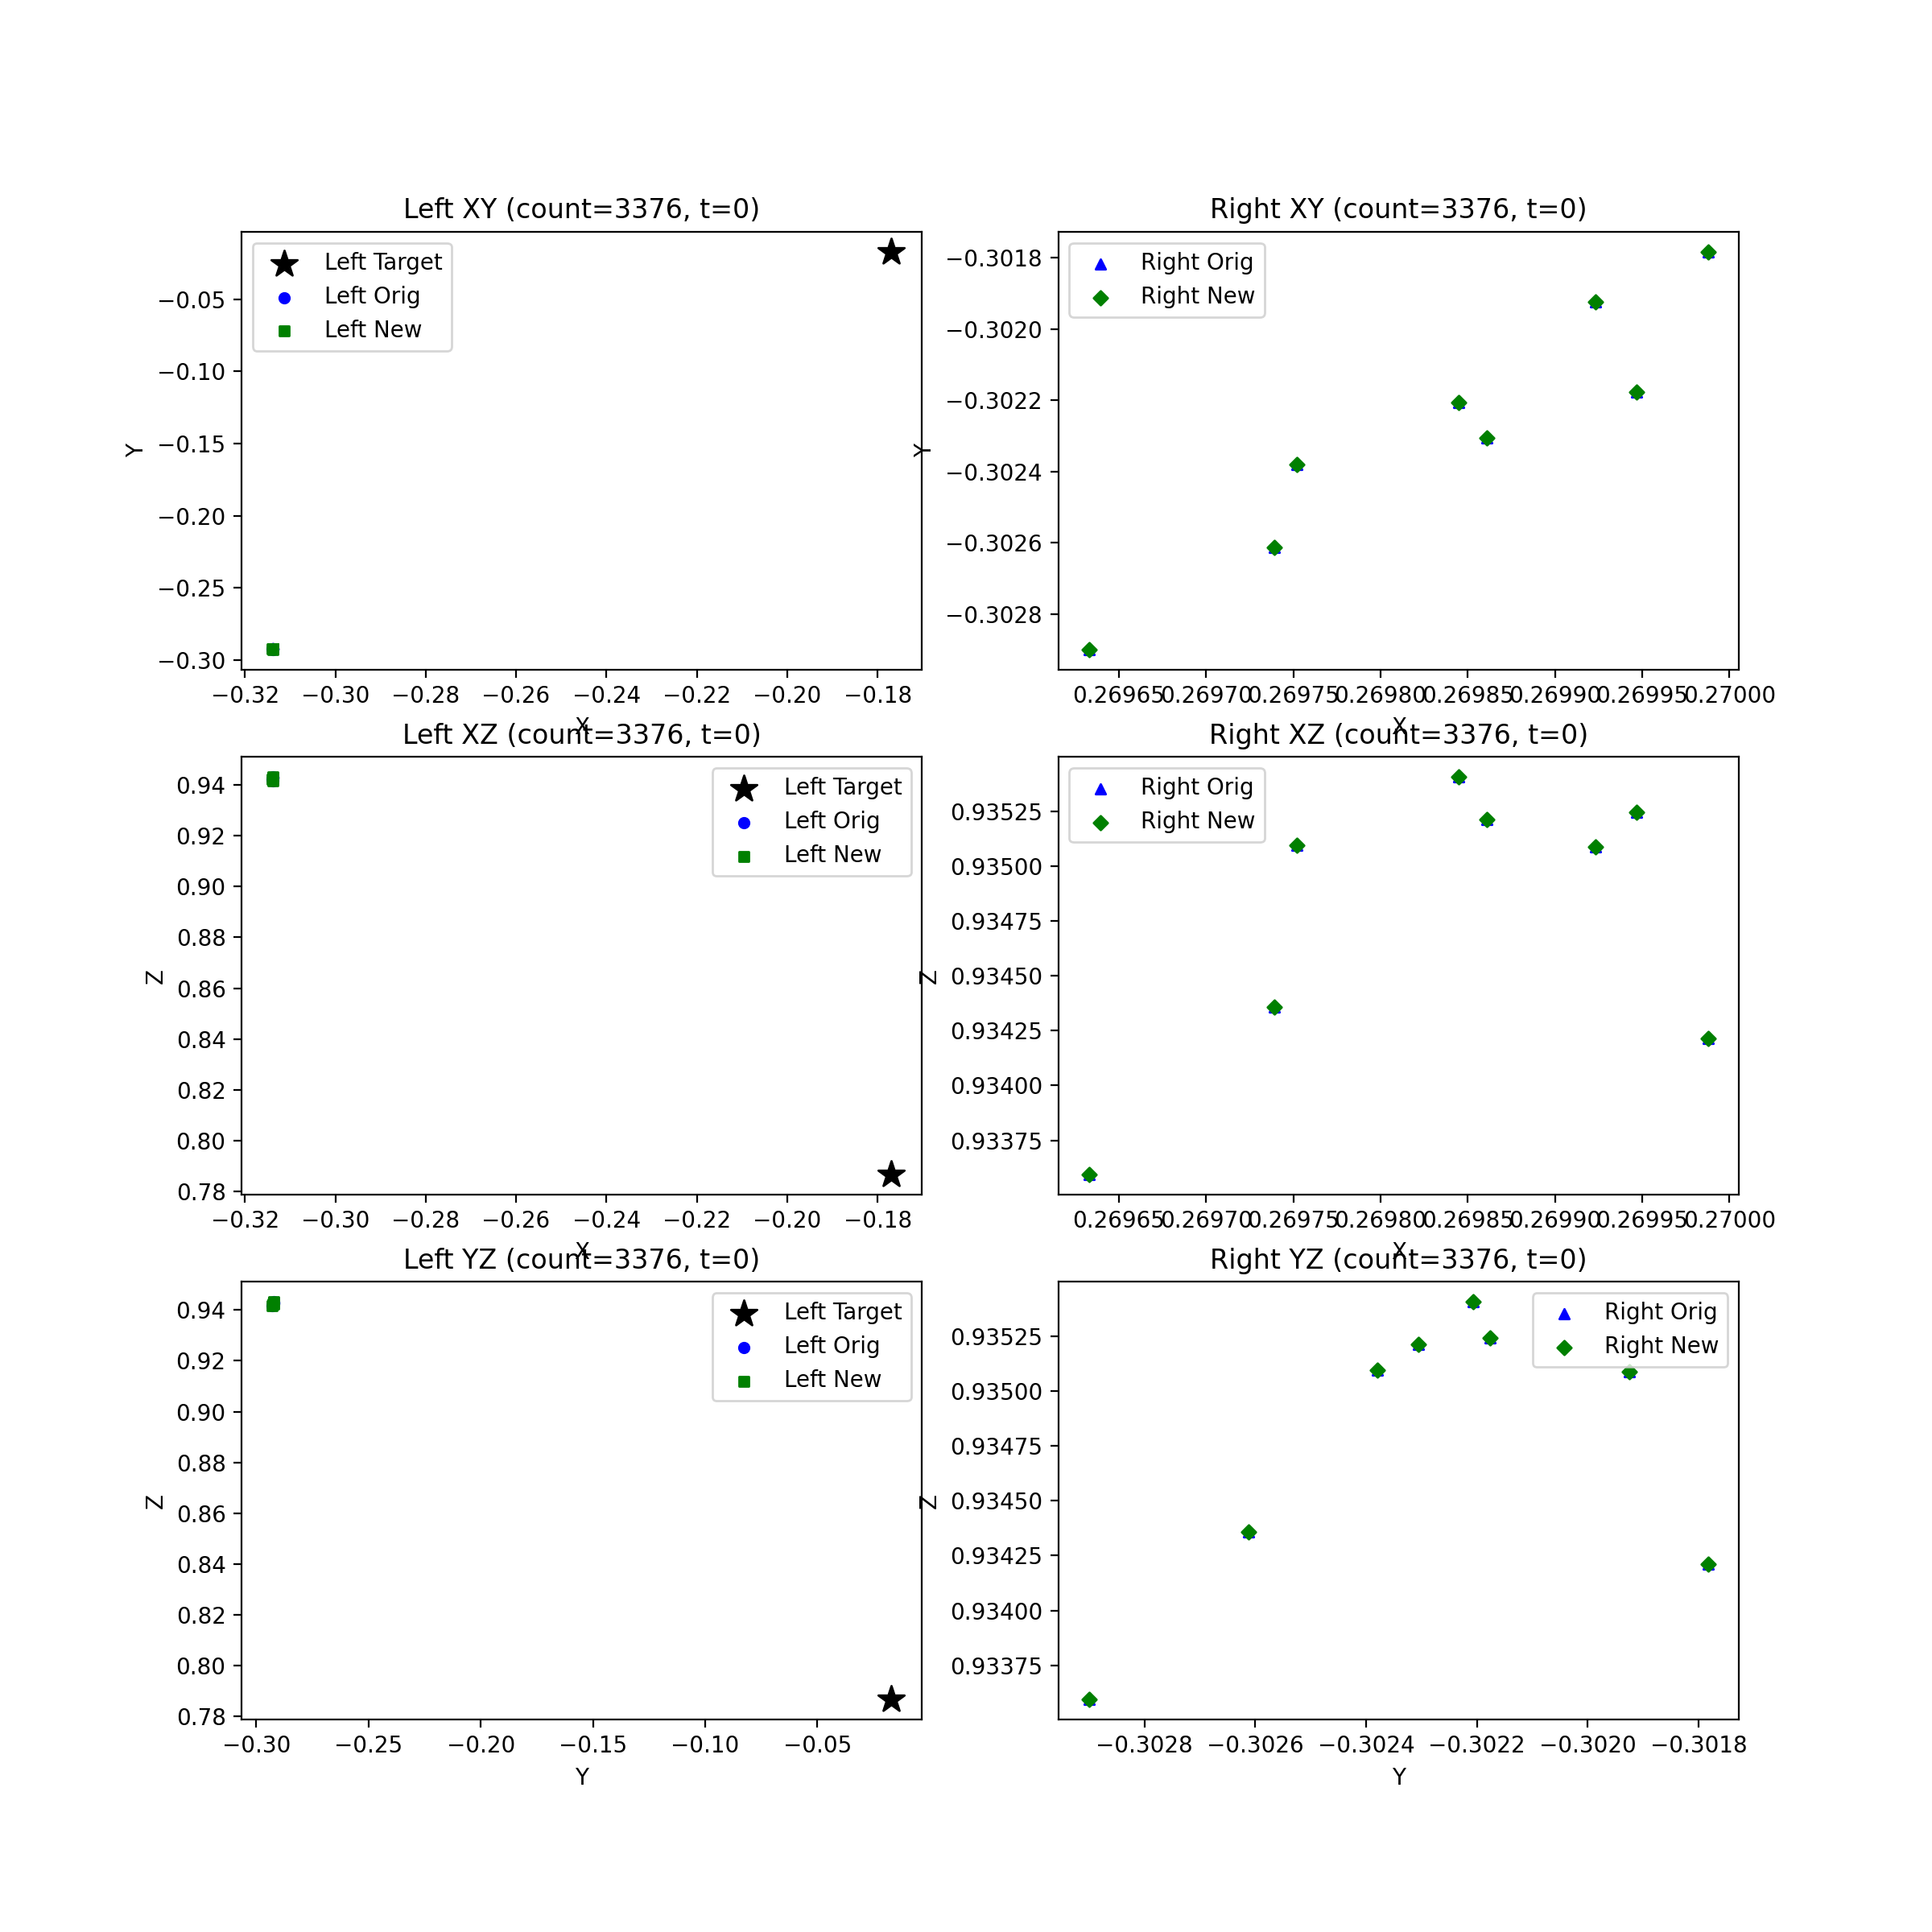 Left XY (count=3376, t=0)
Left Target
Left Orig
Left New
−0.05
−0.10
−0.15
−0.20
−0.25
−0.30
Y
−0.32 −0.30 −0.28 −0.26 −0.24 −0.22 −0.20 −0.18
X
Right XY (count=3376, t=0)
Right Orig
Right New
−0.3018
−0.3020
−0.3022
−0.3024
−0.3026
−0.3028
Y
0.26965 0.26970 0.26975 0.26980 0.26985 0.26990 0.26995 0.27000
X
Left XZ (count=3376, t=0)
Left Target
Left Orig
Left New
0.94
0.92
0.90
0.88
0.86
0.84
0.82
0.80
0.78
Z
−0.32 −0.30 −0.28 −0.26 −0.24 −0.22 −0.20 −0.18
X
Right XZ (count=3376, t=0)
Right Orig
Right New
0.93525
0.93500
0.93475
0.93450
0.93425
0.93400
0.93375
Z
0.26965 0.26970 0.26975 0.26980 0.26985 0.26990 0.26995 0.27000
X
Left YZ (count=3376, t=0)
Left Target
Left Orig
Left New
0.94
0.92
0.90
0.88
0.86
0.84
0.82
0.80
0.78
Z
−0.30 −0.25 −0.20 −0.15 −0.10 −0.05
Y
Right YZ (count=3376, t=0)
Right Orig
Right New
0.93525
0.93500
0.93475
0.93450
0.93425
0.93400
0.93375
Z
−0.3028 −0.3026 −0.3024 −0.3022 −0.3020 −0.3018
Y